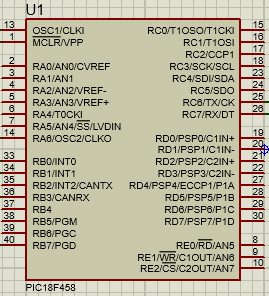 U1
13 OSC1/CLKI RC0/T1OSO/T1CKI 15
1 MCLR/VPP RC1/T1OSI 16
RC2/CCP1 17
2 RA0/AN0/CVREF RC3/SCK/SCL 18
3 RA1/AN1 RC4/SDI/SDA 23
4 RA2/AN2/VREF- RC5/SDO 24
5 RA3/AN3/VREF+ RC6/TX/CK 25
6 RA4/T0CKI RC7/RX/DT 26
7 RA5/AN4/SS/LVDIN
14 RA6/OSC2/CLKO RD0/PSP0/C1IN+ 19
RD1/PSP1/C1IN- 20
33 RB0/INT0 RD2/PSP2/C2IN+ 21
34 RB1/INT1 RD3/PSP3/C2IN- 22
35 RB2/INT2/CANTX RD4/PSP4/ECCP1/P1A 27
36 RB3/CANRX RD5/PSP5/P1B 28
37 RB4 RD6/PSP6/P1C 29
38 RB5/PGM RD7/PSP7/P1D 30
39 RB6/PGC
40 RB7/PGD RE0/RD/AN5 8
RE1/WR/C1OUT/AN6 9
RE2/CS/C2OUT/AN7 10
PIC18F458